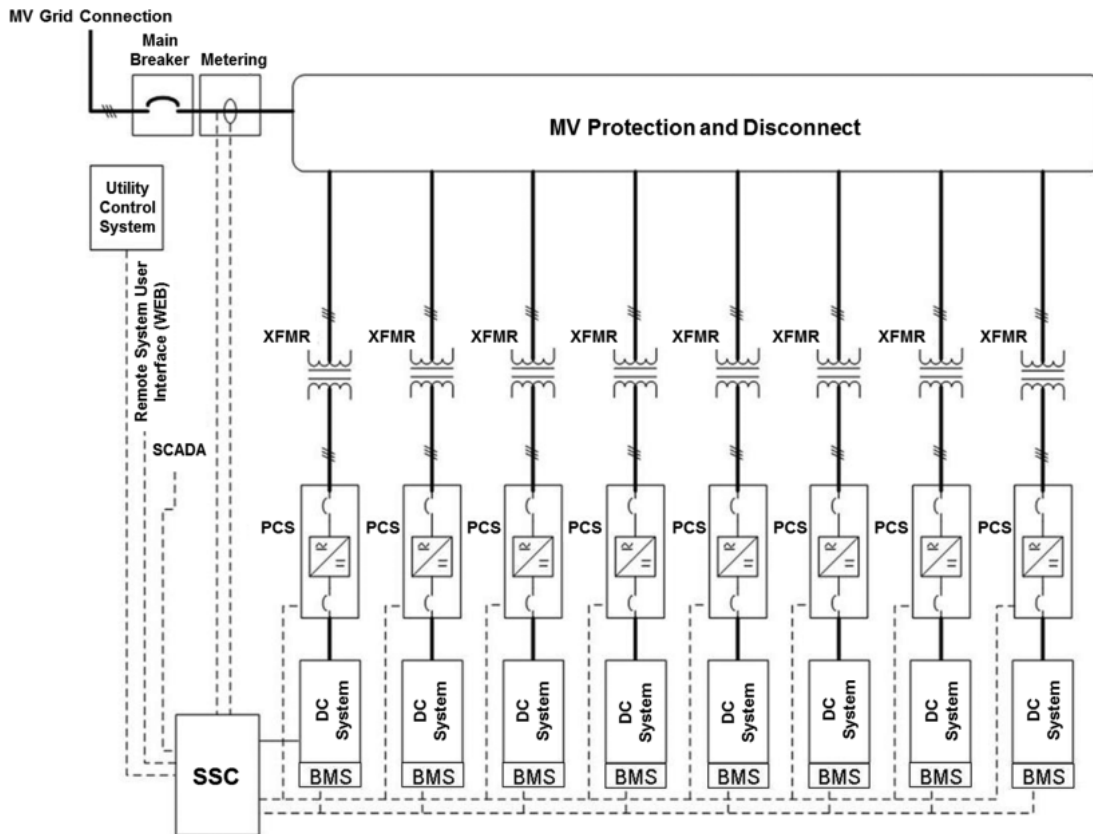 MV Grid Connection
Main
Breaker
Metering
MV Protection and Disconnect
Utility
Control
System
Remote System User
Interface (WEB)
SCADA
XFMR
XFMR
XFMR
XFMR
XFMR
XFMR
XFMR
XFMR
PCS
PCS
PCS
PCS
PCS
PCS
PCS
PCS
DC
System
DC
System
DC
System
DC
System
DC
System
DC
System
DC
System
DC
System
SSC
BMS
BMS
BMS
BMS
BMS
BMS
BMS
BMS